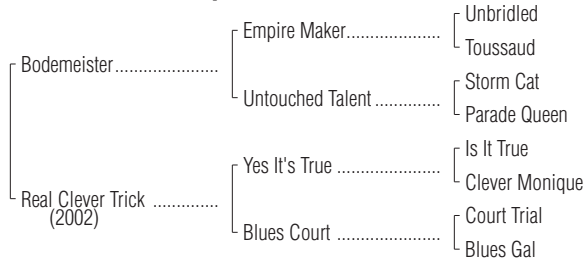 Unbridled
Empire Maker....................
Toussaud
Bodemeister......................
Storm Cat
Untouched Talent..............
Parade Queen
Is It True
Yes It's True......................
Clever Monique
Real Clever Trick..............
(2002)
Court Trial
Blues Court......................
Blues Gal